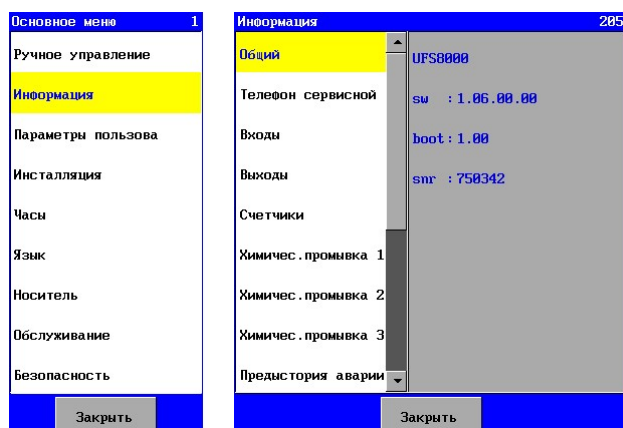 Основное меню 1
Ручное управление
Информация
Параметры пользова
Инсталляция
Часы
Язык
Носитель
Обслуживание
Безопасность
Закрыть
Информация 205
Общий
Телефон сервисной
Входы
Выходы
Счетчики
Химичес.промывка 1
Химичес.промывка 2
Химичес.промывка 3
Предыстория аварии
UFS8000
sw : 1.06.00.00
boot: 1.00
snr : 750342
Закрыть